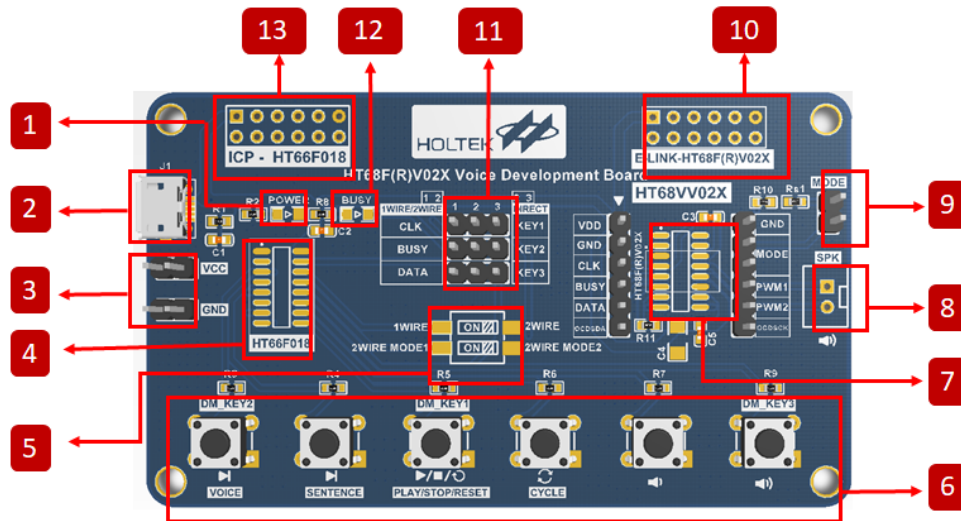 13
12
11
10
1
2
3
4
5
9
8
7
6
HOLTEK
HT68F(R)V02X Voice Development Board
ICP - HT66F018
E-LINK-HT68F(R)V02X
HT68VV02X
J1
R1
C1
R2
POWER
R8
BUSY
C2
1 2
2 3
1WIRE/2WIRE
1 2 3
DIRECT
CLK
KEY1
BUSY
KEY2
DATA
KEY3
VCC
GND
HT66F018
VDD
GND
CLK
BUSY
DATA
OCDSDA
HT68F(R)V02X
C3
R10
Rs1
MODE
GND
MODE
PWM1
PWM2
OCDSCK
SPK
R11
C4
C5
1WIRE
ON
2WIRE
2WIRE MODE1
ON
2WIRE MODE2
R3
R4
R5
R6
R7
R9
DM_KEY2
DM_KEY1
DM_KEY3
VOICE
SENTENCE
PLAY/STOP/RESET
CYCLE